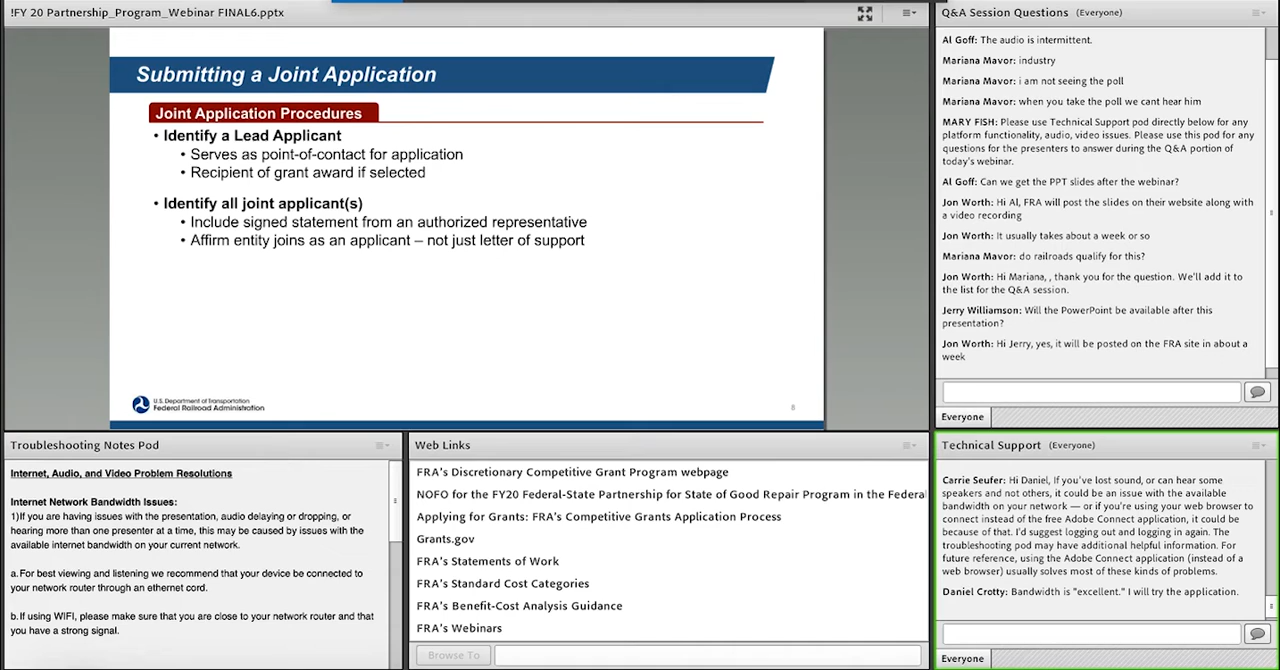 !FY 20 Partnership_Program_Webinar FINAL6.pptx
Submitting a Joint Application
Joint Application Procedures
• Identify a Lead Applicant
• Serves as point-of-contact for application
• Recipient of grant award if selected
• Identify all joint applicant(s)
• Include signed statement from an authorized representative
• Affirm entity joins as an applicant – not just letter of support
U.S. Department of Transportation
Federal Railroad Administration
8
Q&A Session Questions (Everyone)
Al Goff: The audio is intermittent.
Mariana Mavor: industry
Mariana Mavor: i am not seeing the poll
Mariana Mavor: when you take the poll we cant hear him
MARY FISH: Please use Technical Support pod directly below for any
platform functionality, audio, video issues. Please use this pod for any
questions for the presenters to answer during the Q&A portion of
today's webinar.
Al Goff: Can we get the PPT slides after the webinar?
Jon Worth: Hi Al, FRA will post the slides on their website along with
a video recording
Jon Worth: It usually takes about a week or so
Mariana Mavor: do railroads qualify for this?
Jon Worth: Hi Mariana, , thank you for the question. We'll add it to
the list for the Q&A session.
Jerry Williamson: Will the PowerPoint be available after this
presentation?
Jon Worth: Hi Jerry, yes, it will be posted on the FRA site in about a
week
Everyone
Troubleshooting Notes Pod
Internet, Audio, and Video Problem Resolutions
Internet Network Bandwidth Issues:
1)If you are having issues with the presentation, audio delaying or dropping, or
hearing more than one presenter at a time, this may be caused by issues with the
available internet bandwidth on your current network.
a.For best viewing and listening we recommend that your device be connected to
your network router through an ethernet cord.
b.If using WIFI, please make sure that you are close to your network router and that
you have a strong signal.
Web Links
FRA's Discretionary Competitive Grant Program webpage
NOFO for the FY20 Federal-State Partnership for State of Good Repair Program in the Federal
Applying for Grants: FRA's Competitive Grants Application Process
Grants.gov
FRA's Statements of Work
FRA's Standard Cost Categories
FRA's Benefit-Cost Analysis Guidance
FRA's Webinars
Browse To
Technical Support (Everyone)
Carrie Seufer: Hi Daniel, If you've lost sound, or can hear some
speakers and not others, it could be an issue with the available
bandwidth on your network — or if you're using your web browser to
connect instead of the free Adobe Connect application, it could be
because of that. I'd suggest logging out and logging in again. The
troubleshooting pod may have additional helpful information. For
future reference, using the Adobe Connect application (instead of a
web browser) usually solves most of these kinds of problems.
Daniel Crotty: Bandwidth is "excellent." I will try the application.
Everyone